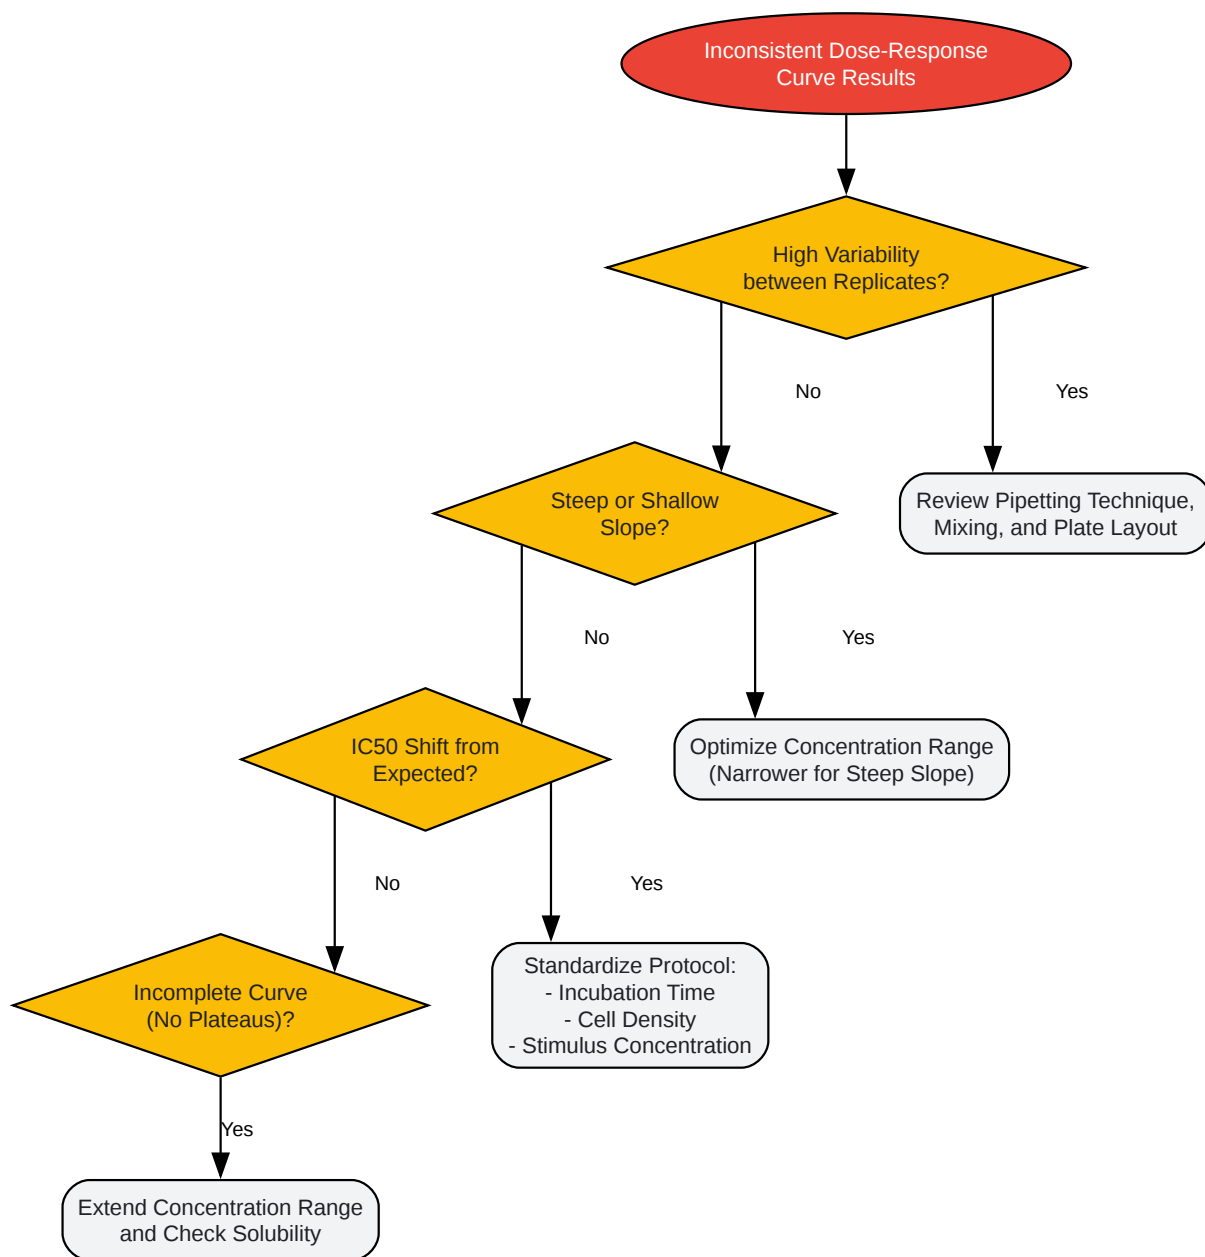 Inconsistent Dose-Response
Curve Results
High Variability
between Replicates?
No
Yes
Steep or Shallow
Slope?
Review Pipetting Technique,
Mixing, and Plate Layout
No
Yes
IC50 Shift from
Expected?
Optimize Concentration Range
(Narrower for Steep Slope)
No
Yes
Incomplete Curve
(No Plateaus)?
Standardize Protocol:
- Incubation Time
- Cell Density
- Stimulus Concentration
Yes
Extend Concentration Range
and Check Solubility